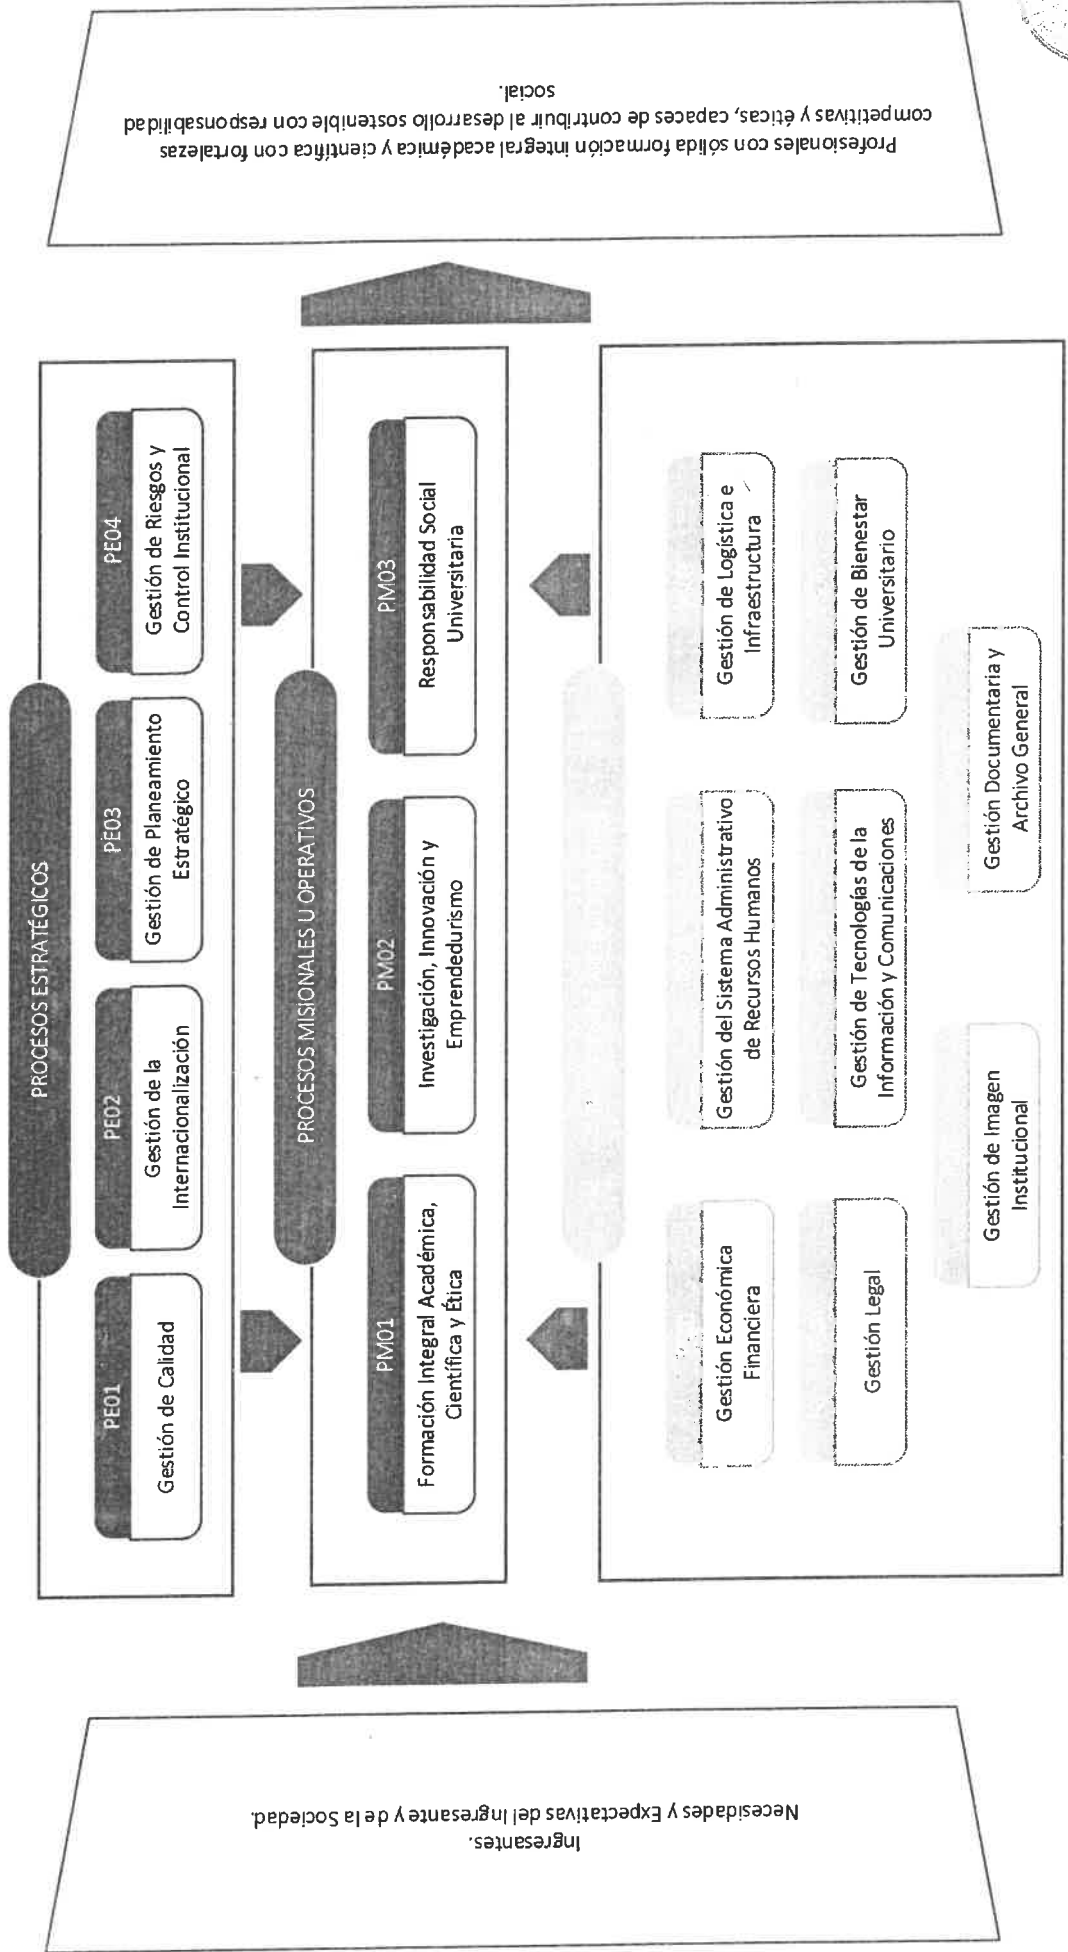 Ingresantes.
Necesidades y Expectativas del Ingresante y de la Sociedad.
PROCESOS ESTRATÉGICOS
PE01
Gestión de Calidad
PE02
Gestión de la
Internacionalización
PE03
Gestión de Planeamiento
Estratégico
PE04
Gestión de Riesgos y
Control Institucional
PROCESOS MISIONALES U OPERATIVOS
PM01
Formación Integral Académica,
Científica y Ética
PM02
Investigación, Innovación y
Emprendedurismo
PM03
Responsabilidad Social
Universitaria
Gestión Económica
Financiera
Gestión del Sistema Administrativo
de Recursos Humanos
Gestión de Logística e
Infraestructura
Gestión Legal
Gestión de Tecnologías de la
Información y Comunicaciones
Gestión de Bienestar
Universitario
Gestión de Imagen
Institucional
Gestión Documentaria y
Archivo General
Profesionales con sólida formación integral académica y científica con fortalezas
competitivas y éticas, capaces de contribuir al desarrollo sostenible con responsabilidad
social.